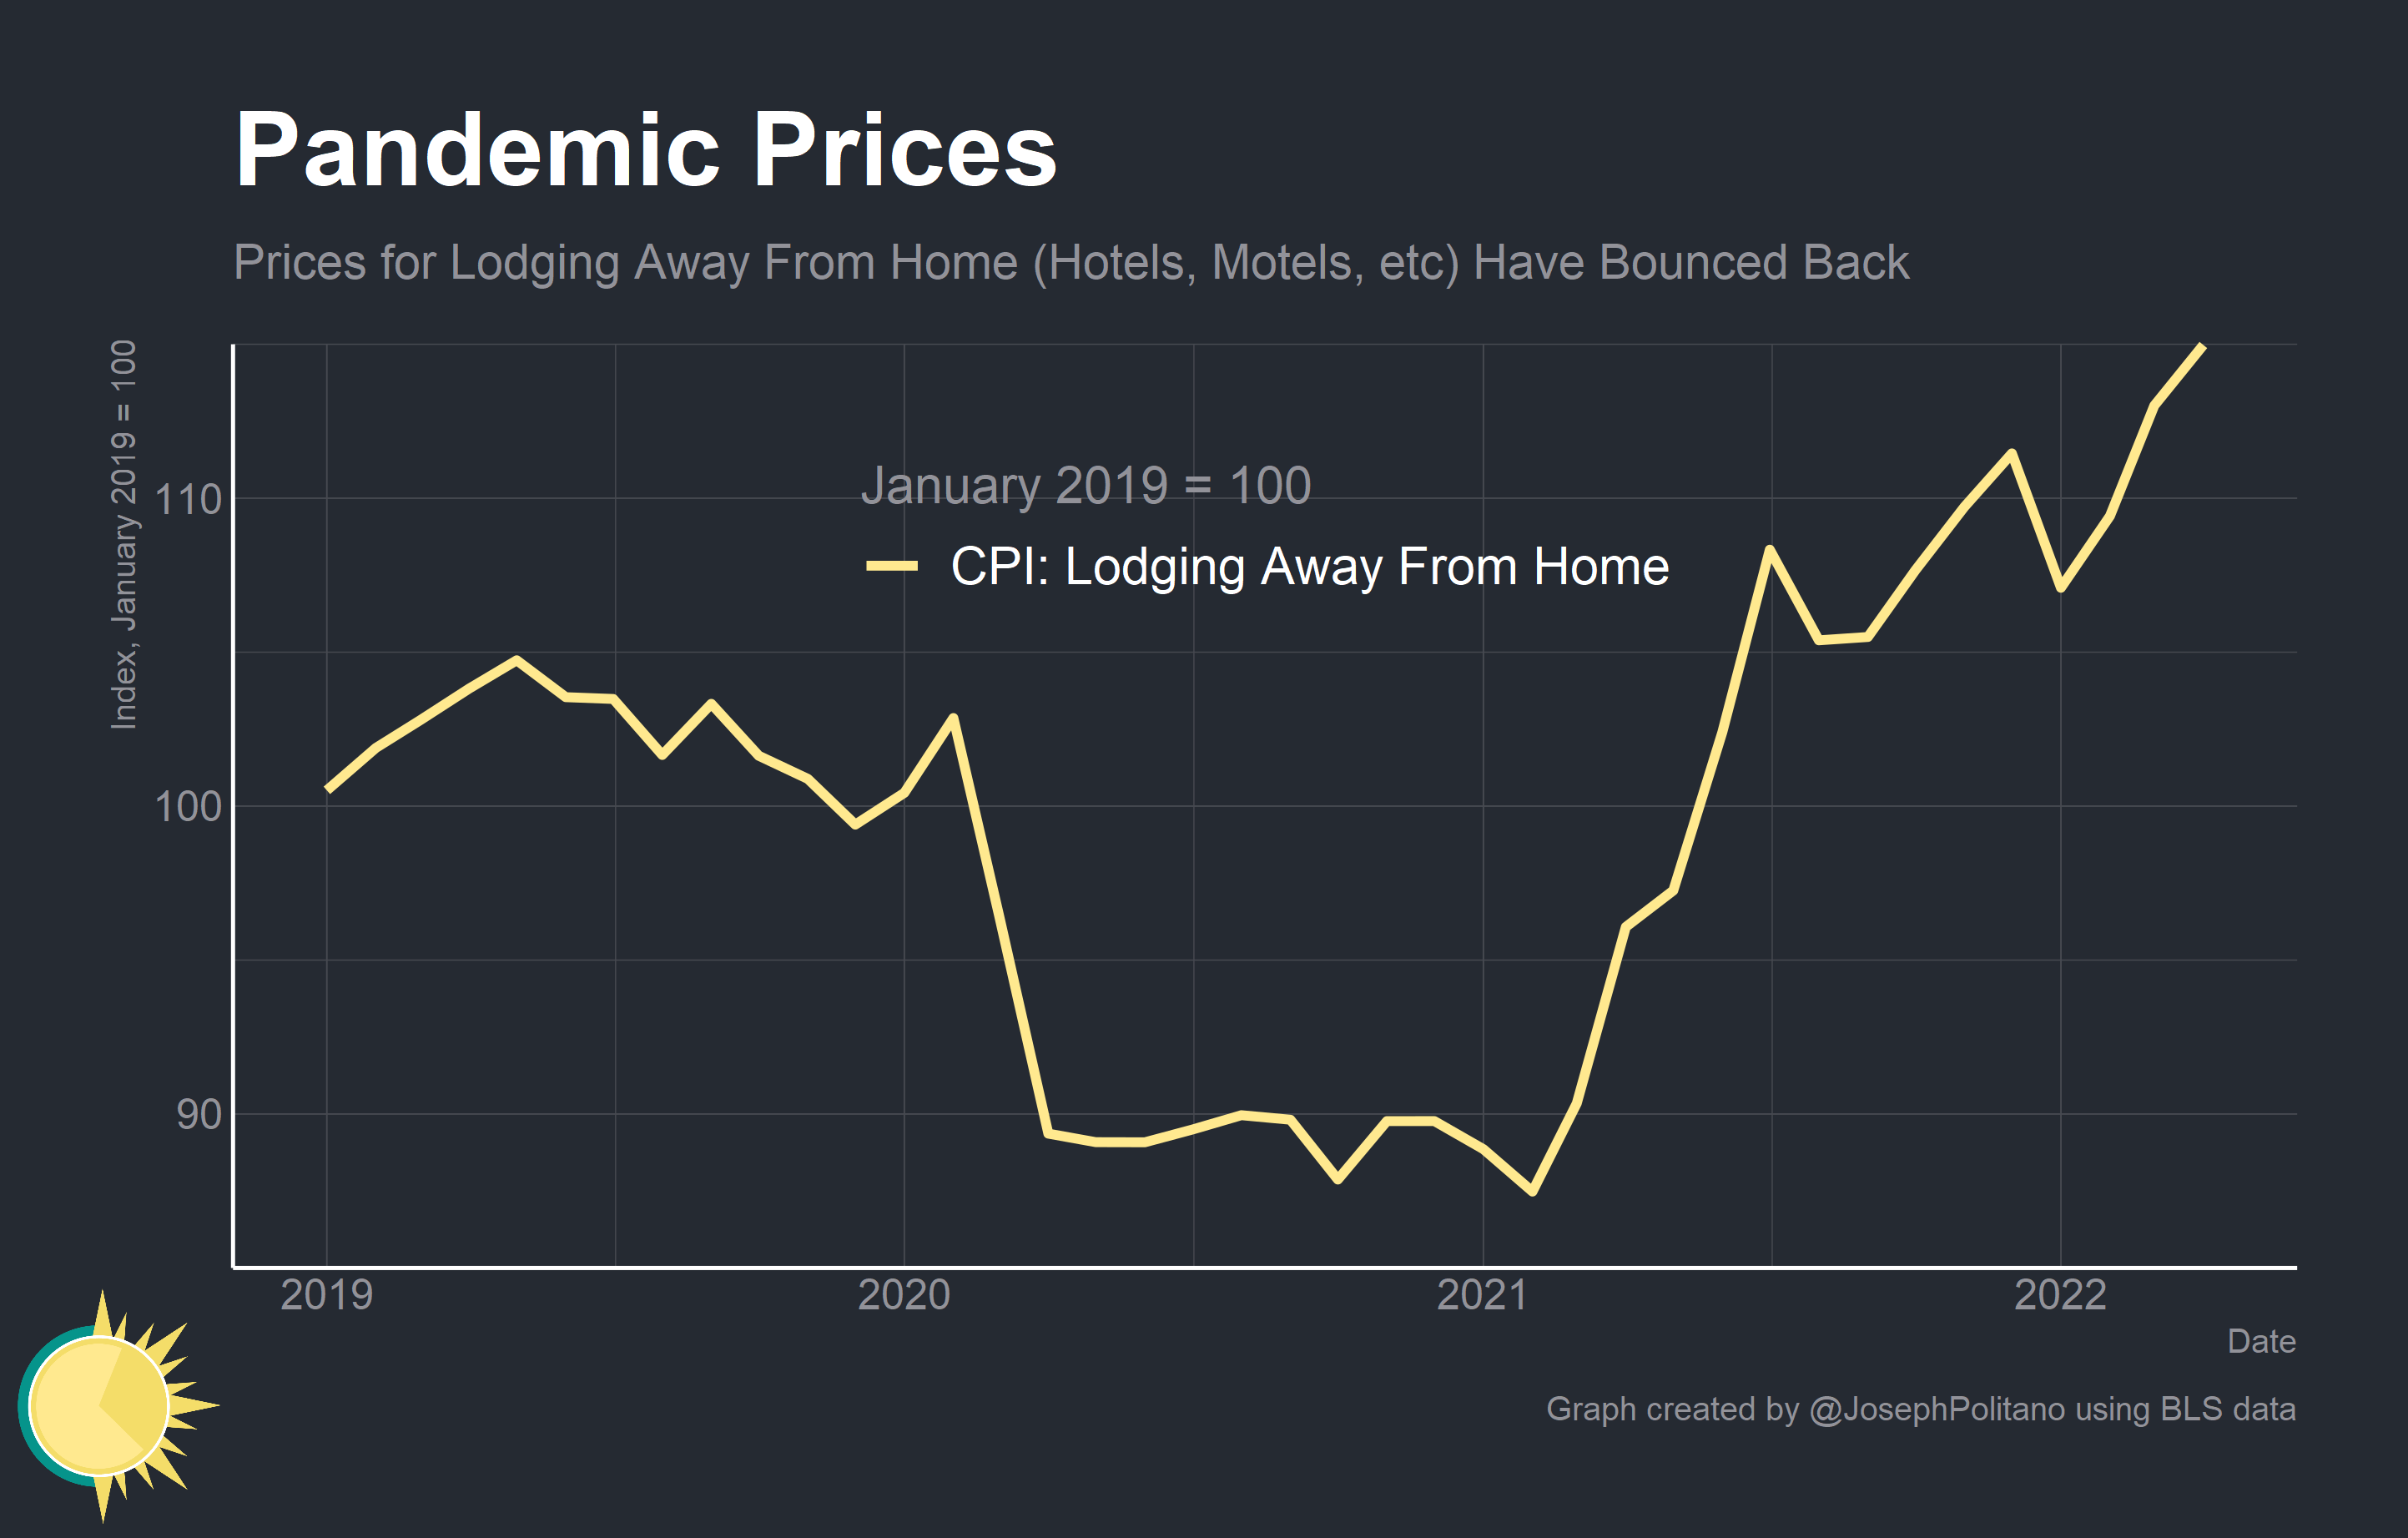 Pandemic Prices
Prices for Lodging Away From Home (Hotels, Motels, etc) Have Bounced Back
Index, January 2019 = 100
110
100
90
January 2019 = 100
CPI: Lodging Away From Home
2019
2020
2021
2022
Date
Graph created by @JosephPolitano using BLS data